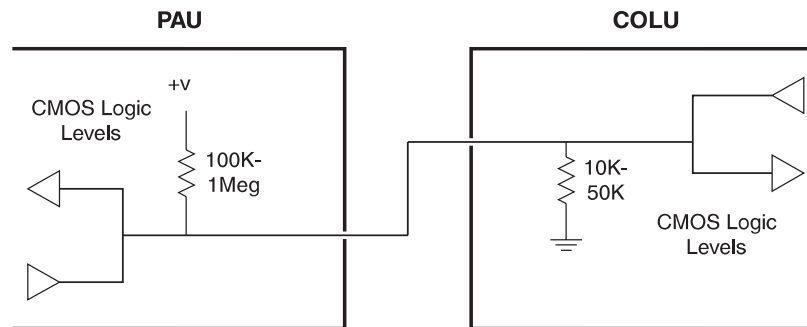 PAU
COLU
+V
CMOS Logic
Levels
100K-
1Meg
10K-
50K
CMOS Logic
Levels